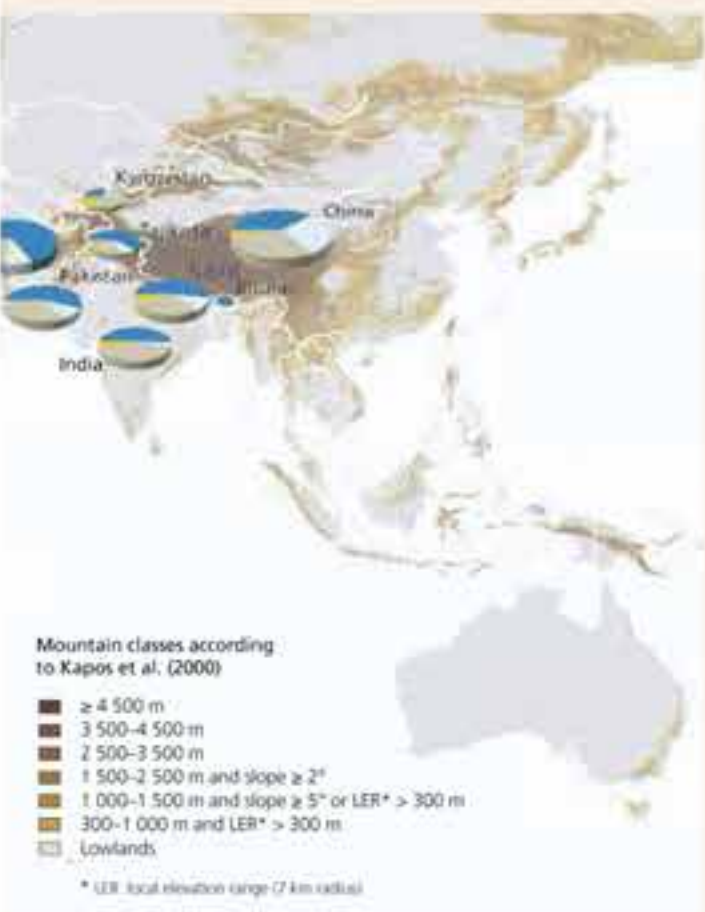 Kyrgyzstan
China
Pakistan
India
Mountain classes according
to Kapos et al. (2000)
≥ 4 500 m
3 500–4 500 m
2 500–3 500 m
1 500–2 500 m and slope ≥ 2°
1 000–1 500 m and slope ≥ 5° or LER* > 300 m
300–1 000 m and LER* > 300 m
Lowlands
* LER: local elevation range (7 km radius)